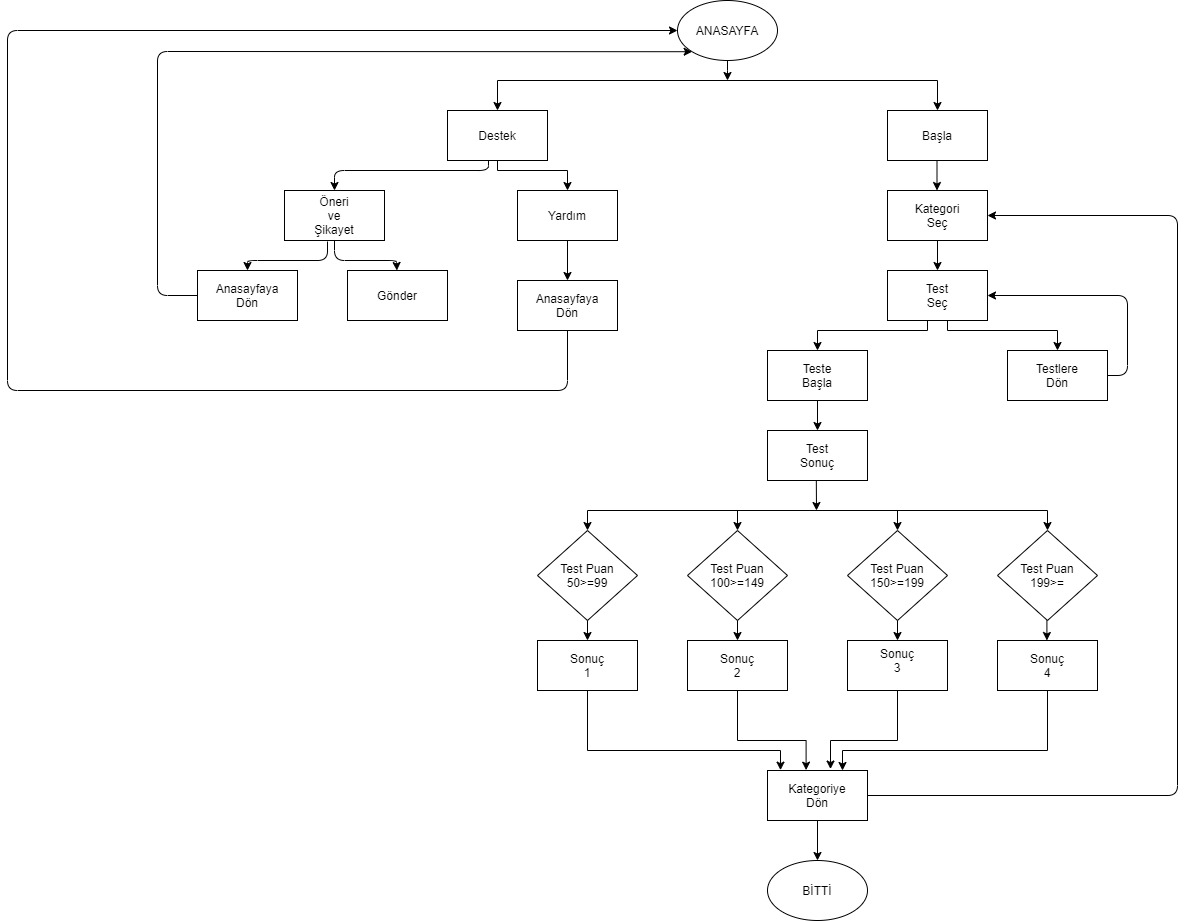 ANASAYFA
Destek
Başla
Öneri
ve
Şikayet
Yardım
Kategori
Seç
Anasayfaya
Dön
Gönder
Anasayfaya
Dön
Test
Seç
Teste
Başla
Testlere
Dön
Test
Sonuç
Test Puan
50>=99
Test Puan
100>=149
Test Puan
150>=199
Test Puan
199>=
Sonuç
1
Sonuç
2
Sonuç
3
Sonuç
4
Kategoriye
Dön
BİTTİ